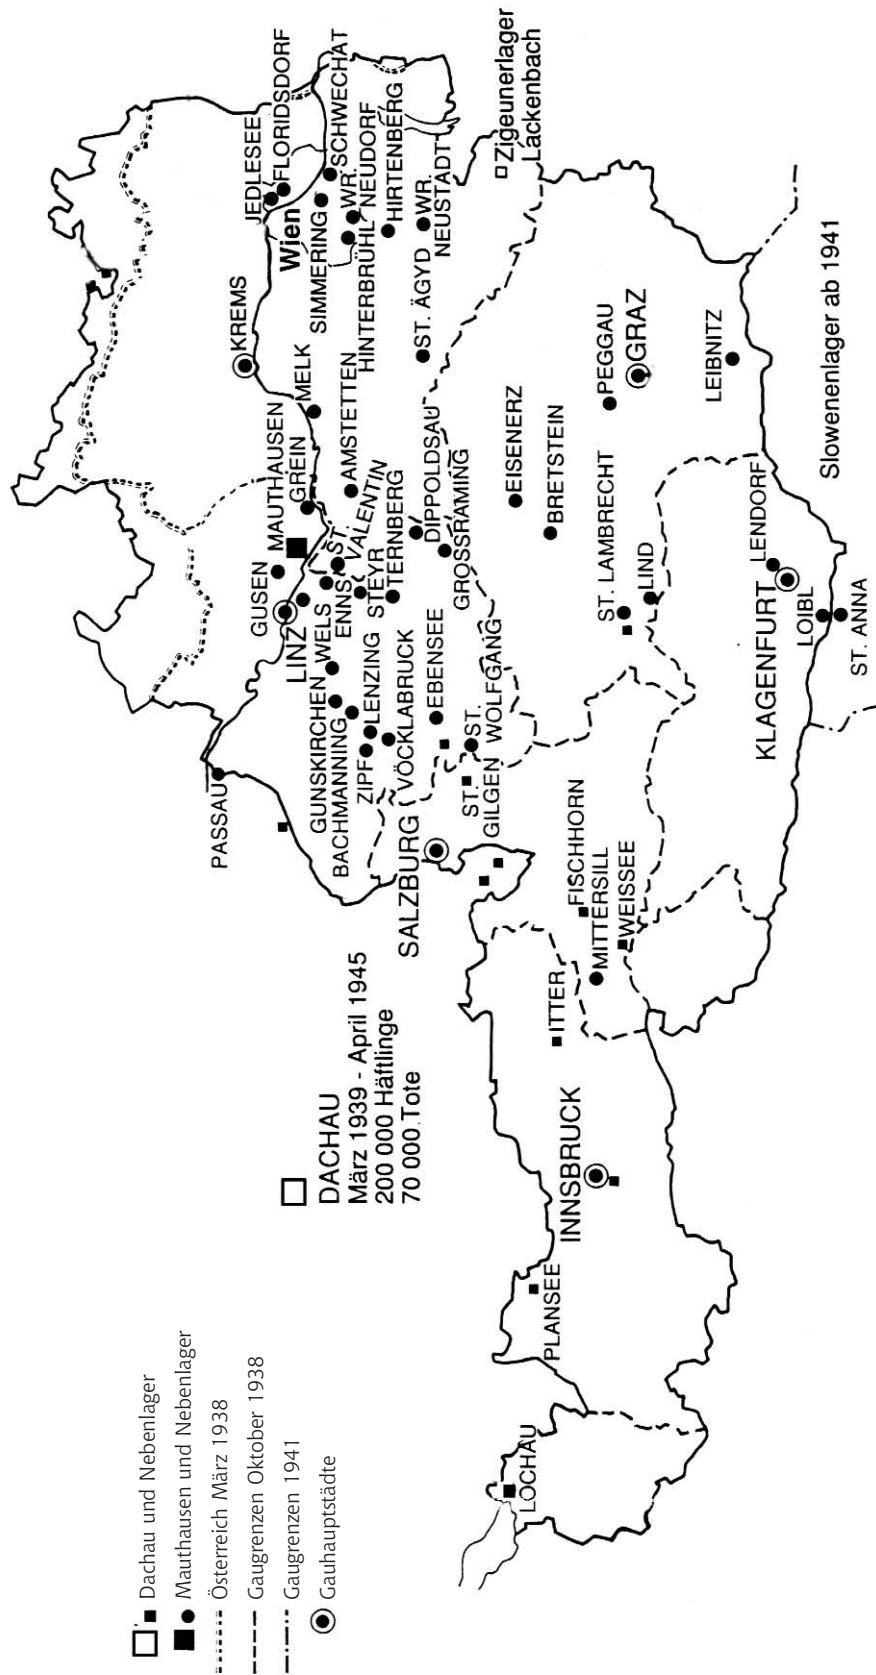 Dachau und Nebenlager
Mauthausen und Nebenlager
Österreich März 1938
Gaugrenzen Oktober 1938
Gaugrenzen 1941
Gauhauptstädte
DACHAU
März 1939 - April 1945
200 000 Häftlinge
70 000 Tote
LOCHAU
PLANSEE
INNSBRUCK
ITTER
MITTERSILL
WEISSEE
FISCHHORN
SALZBURG
PASSAU
ST.
GILGEN
ST.
WOLFGANG
ZIPF
VÖCKLABRUCK
LENZING
BACHMANNING
GUNSKIRCHEN
WELS
EBENSEE
LINZ
GUSEN
MAUTHAUSEN
ENNS
ST.
VALENTIN
STEYR
TERNBERG
GROSSRAMING
DIPPOLDSAU
GREIN
AMSTETTEN
MELK
KREMS
ST. ÄGYD
Wien
JEDLESEE
FLORIDSDORF
SIMMERING
SCHWECHAT
HINTERBRÜHL
WR.
NEUDORF
HIRTENBERG
WR.
NEUSTADT
Zigeunerlager
Lackenbach
EISENERZ
BRETSTEIN
PEGGAU
GRAZ
ST. LAMBRECHT
LIND
LEIBNITZ
KLAGENFURT
LENDORF
LOIBL
ST. ANNA
Slowenenlager ab 1941